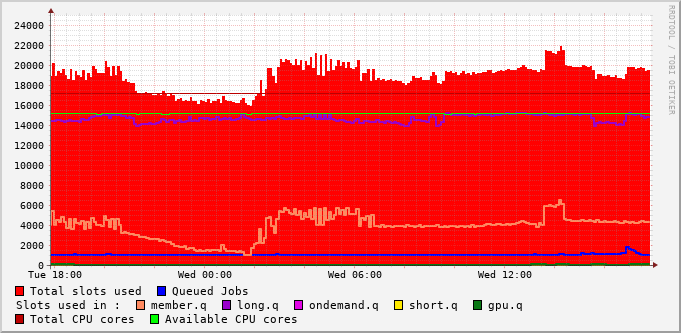 RRDTOOL / TOBI OETIKER
24000
22000
20000
18000
16000
14000
12000
10000
8000
6000
4000
2000
0
Tue 18:00 Wed 00:00 Wed 06:00 Wed 12:00
Total slots used Queued Jobs
Slots used in : member.q long.q ondemand.q short.q gpu.q
Total CPU cores Available CPU cores